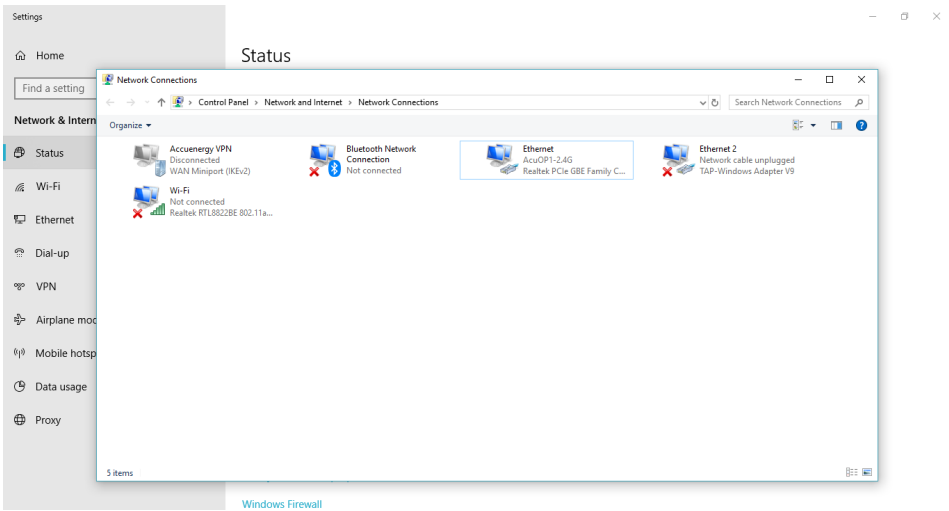 Settings
Home
Status
Find a setting
Network & Intern
Status
Wi-Fi
Ethernet
Dial-up
VPN
Airplane mod
Mobile hotsp
Data usage
Proxy
Network Connections
Control Panel > Network and Internet > Network Connections
Search Network Connections
Organize
Accuenergy VPN
Disconnected
WAN Miniport (IKEv2)
Bluetooth Network
Connection
Not connected
Ethernet
AcuOP1-2.4G
Realtek PCIe GBE Family C...
Ethernet 2
Network cable unplugged
TAP-Windows Adapter V9
Wi-Fi
Not connected
Realtek RTL8822BE 802.11a...
5 items
Windows Firewall